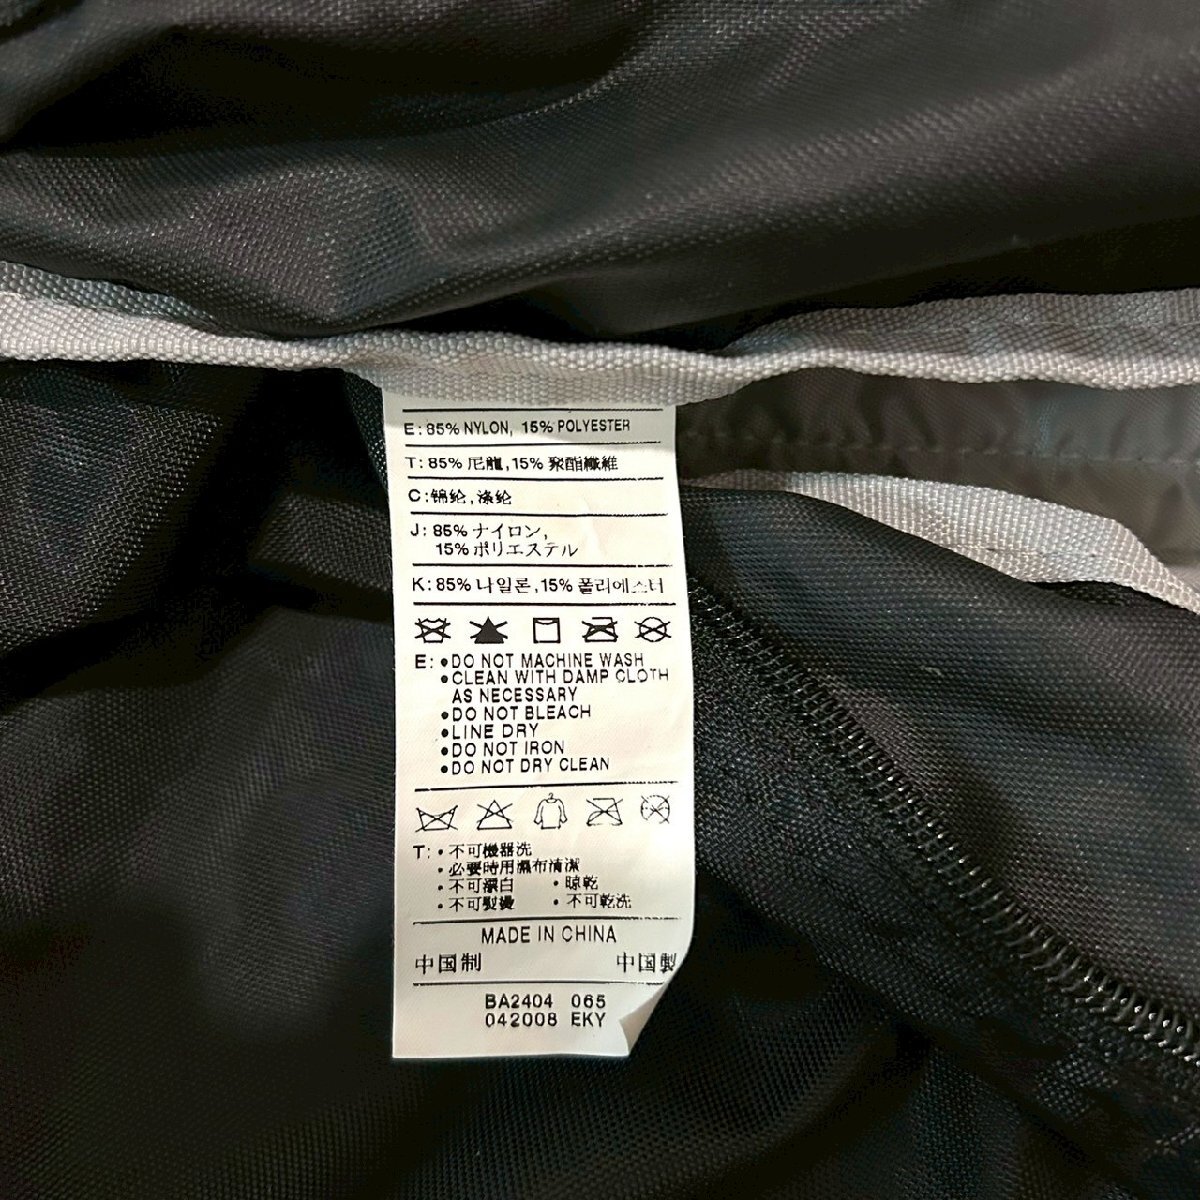 E: 85% NYLON, 15% POLYESTER
T: 85% 尼龍, 15% 聚酯纖維
C: 锦纶, 涤纶
J: 85% ナイロン,
15% ポリエステル
K: 85% 나일론, 15% 폴리에스터
E: • DO NOT MACHINE WASH
• CLEAN WITH DAMP CLOTH
AS NECESSARY
• DO NOT BLEACH
• LINE DRY
• DO NOT IRON
• DO NOT DRY CLEAN
T: • 不可機器洗
• 必要時用濕布清潔
• 不可漂白 • 晾乾
• 不可熨燙 • 不可乾洗
MADE IN CHINA
中国制 中国製
BA2404 065
042008 EKY